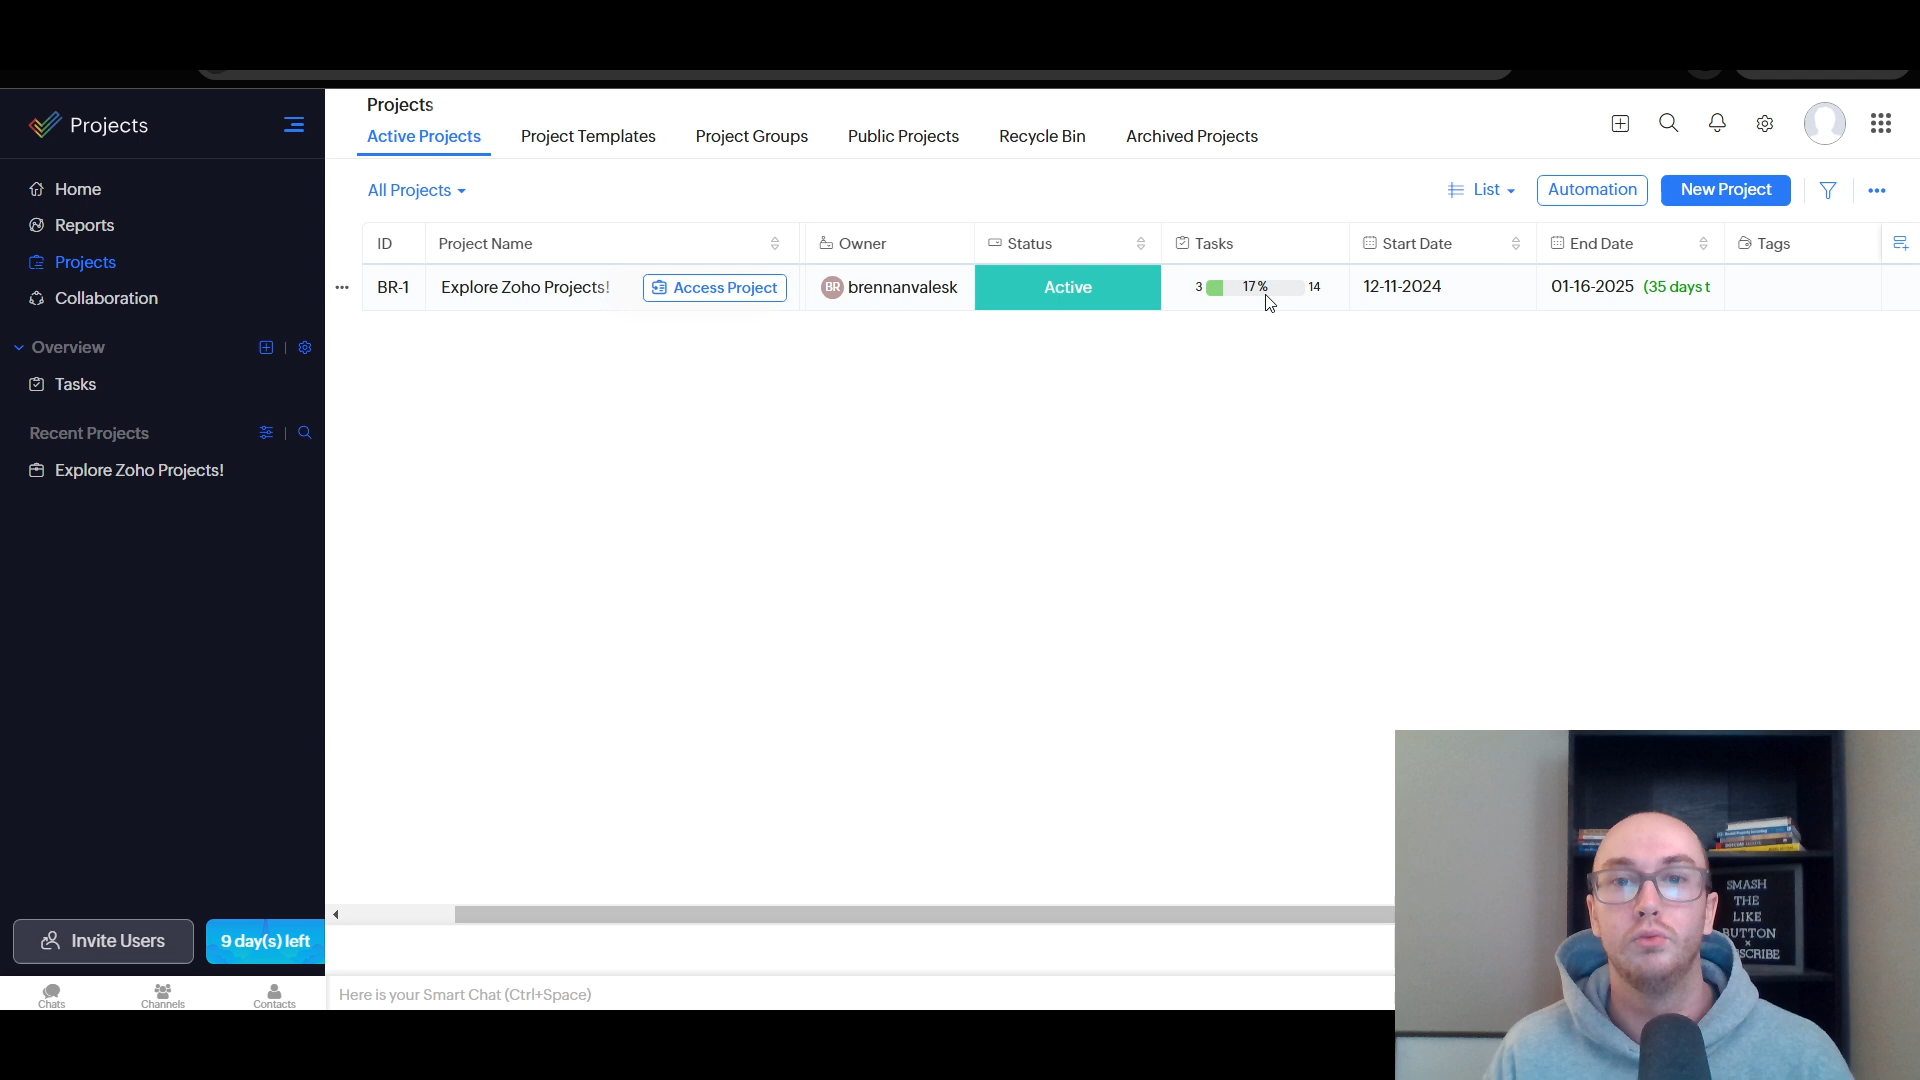 Projects
Projects
Active Projects
Project Templates
Project Groups
Public Projects
Recycle Bin
Archived Projects
Home
Reports
Projects
Collaboration
Overview
Tasks
Recent Projects
Explore Zoho Projects!
All Projects
List
Automation
New Project
ID
Project Name
Owner
Status
Tasks
Start Date
End Date
Tags
BR-1
Explore Zoho Projects!
Access Project
BR
brennanvalesk
Active
3
17 %
14
12-11-2024
01-16-2025 (35 days t
Invite Users
9 day(s) left
Chats
Channels
Contacts
Here is your Smart Chat (Ctrl+Space)
SMASH
THE
LIKE
BUTTON
×
SCRIBE